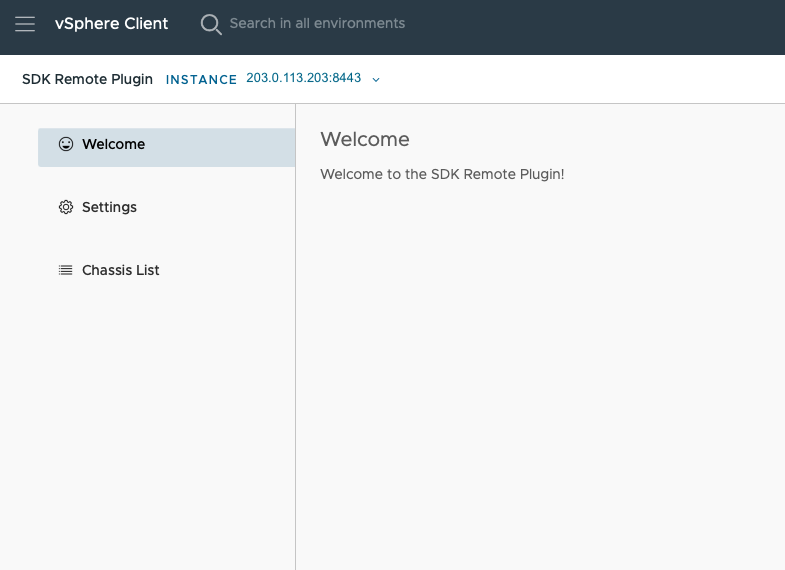 vSphere Client Search in all environments
SDK Remote Plugin INSTANCE 203.0.113.203:8443
Welcome
Settings
Chassis List
Welcome
Welcome to the SDK Remote Plugin!